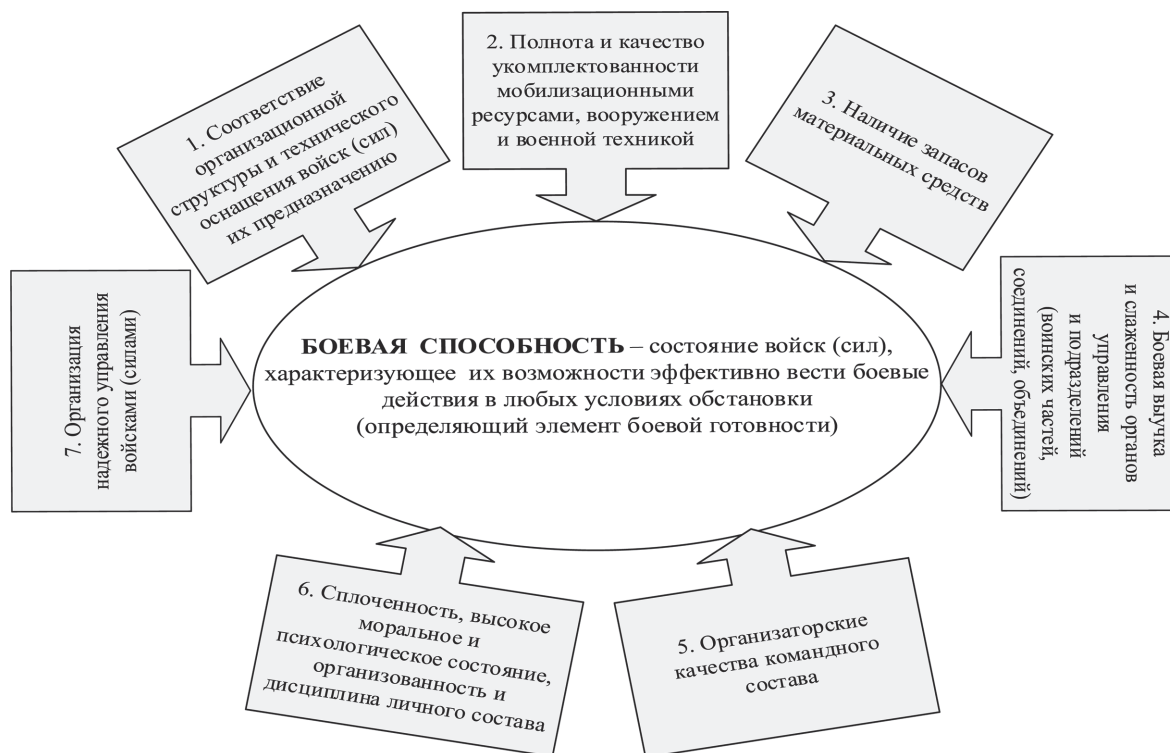 1. Соответствие
организационной
структуры и технического
оснащения войск (сил)
их предназначению
2. Полнота и качество
укомплектованности
мобилизационными
ресурсами, вооружением
и военной техникой
3. Наличие запасов
материальных средств
4. Боевая выучка
и слаженность органов
управления
и подразделений
(воинских частей,
соединений, объединений)
5. Организаторские
качества командного
состава
6. Сплоченность, высокое
моральное и
психологическое состояние,
организованность и
дисциплина личного состава
7. Организация
надежного управления
войсками (силами)
БОЕВАЯ СПОСОБНОСТЬ – состояние войск (сил),
характеризующее их возможности эффективно вести боевые
действия в любых условиях обстановки
(определяющий элемент боевой готовности)